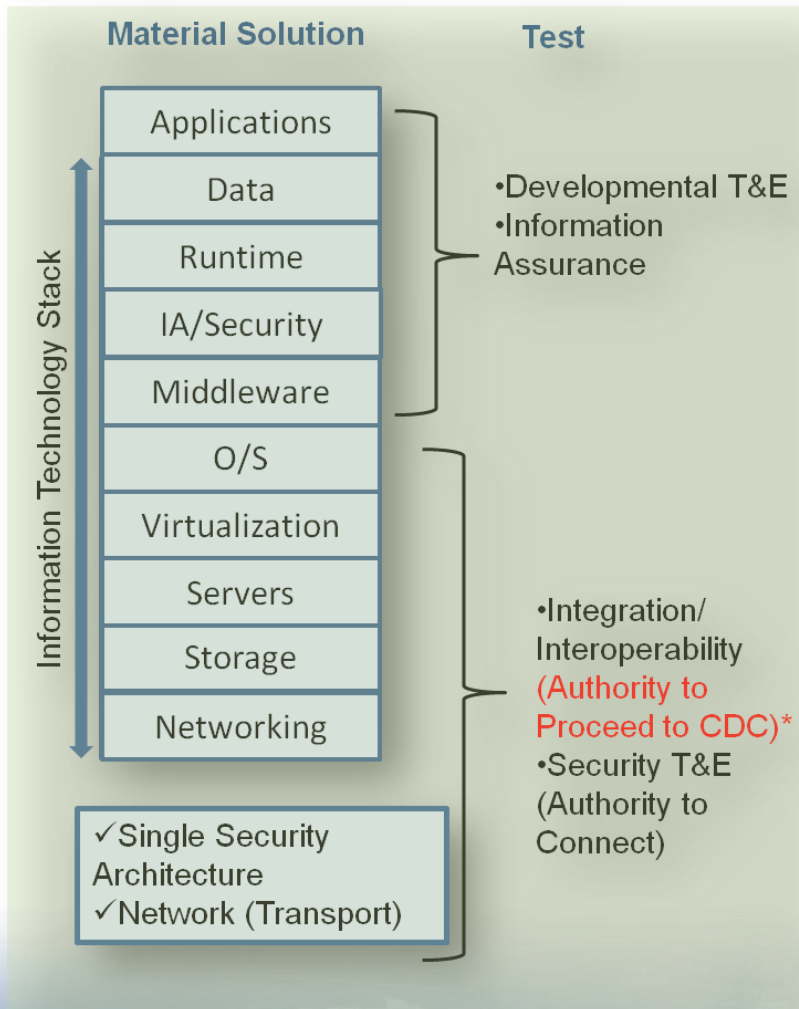 Material Solution
Test
Applications
Data
Runtime
IA/Security
Middleware
O/S
Virtualization
Servers
Storage
Networking
Information Technology Stack
•Developmental T&E
•Information
Assurance
•Integration/
Interoperability
(Authority to
Proceed to CDC)*
•Security T&E
(Authority to
Connect)
✓Single Security
Architecture
✓Network (Transport)